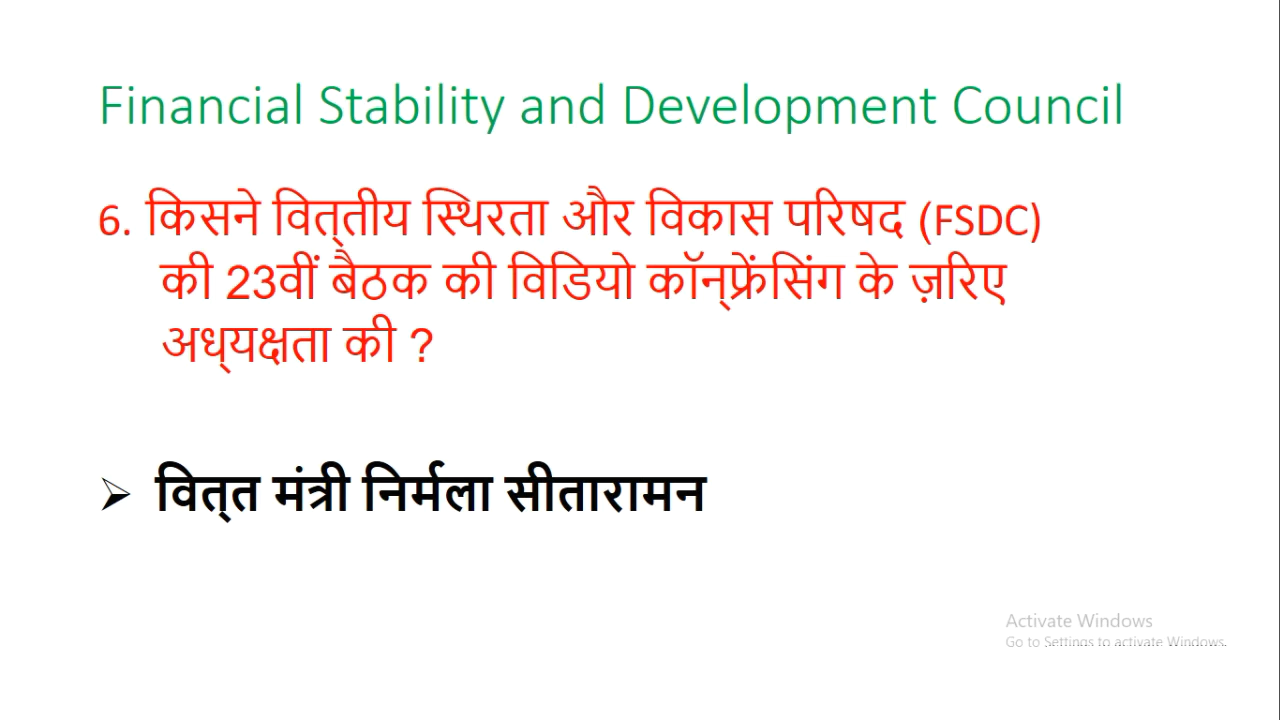 Financial Stability and Development Council
6. किसने वित्तीय स्थिरता और विकास परिषद (FSDC)
की 23वीं बैठक की विडियो कॉन्फ्रेंसिंग के ज़रिए
अध्यक्षता की ?
➢ वित्त मंत्री निर्मला सीतारामन
Activate Windows
Go to Settings to activate Windows.